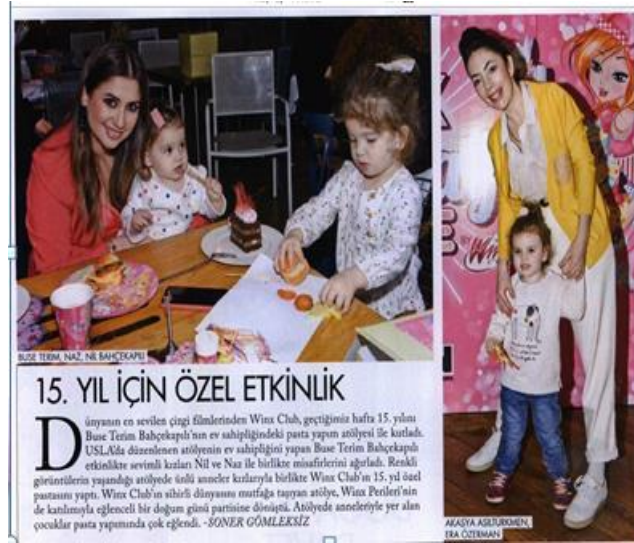 BUSE TERİM, NAZ, NİL BAHÇEKAPILI
15. YIL İÇİN ÖZEL ETKİNLİK
Dünyanın en sevilen çizgi filmlerinden Winx Club, geçtiğimiz hafta 15. yılını
Buse Terim Bahçekapılı'nın ev sahipliğindeki pasta yapım atölyesi ile kutladı.
USLA'da düzenlenen atölyenin ev sahipliğini yapan Buse Terim Bahçekapılı
etkinlikte sevimli kızları Nil ve Naz ile birlikte misafirlerini ağırladı. Renkli
görüntülerin yaşandığı atölyede ünlü anneler kızlarıyla birlikte Winx Club'ın 15. yıl özel
pastasını yaptı. Winx Club'ın sihirli dünyasını mutfağa taşıyan atölye, Winx Perileri'nin
de katılımıyla eğlenceli bir doğum günü partisine dönüştü. Atölyede anneleriyle yer alan
çocuklar pasta yapımında çok eğlendi. -SONER GÖMLEKSİZ
Winx
AKASYA ASILTÜRKMEN,
ERA ÖZERMAN